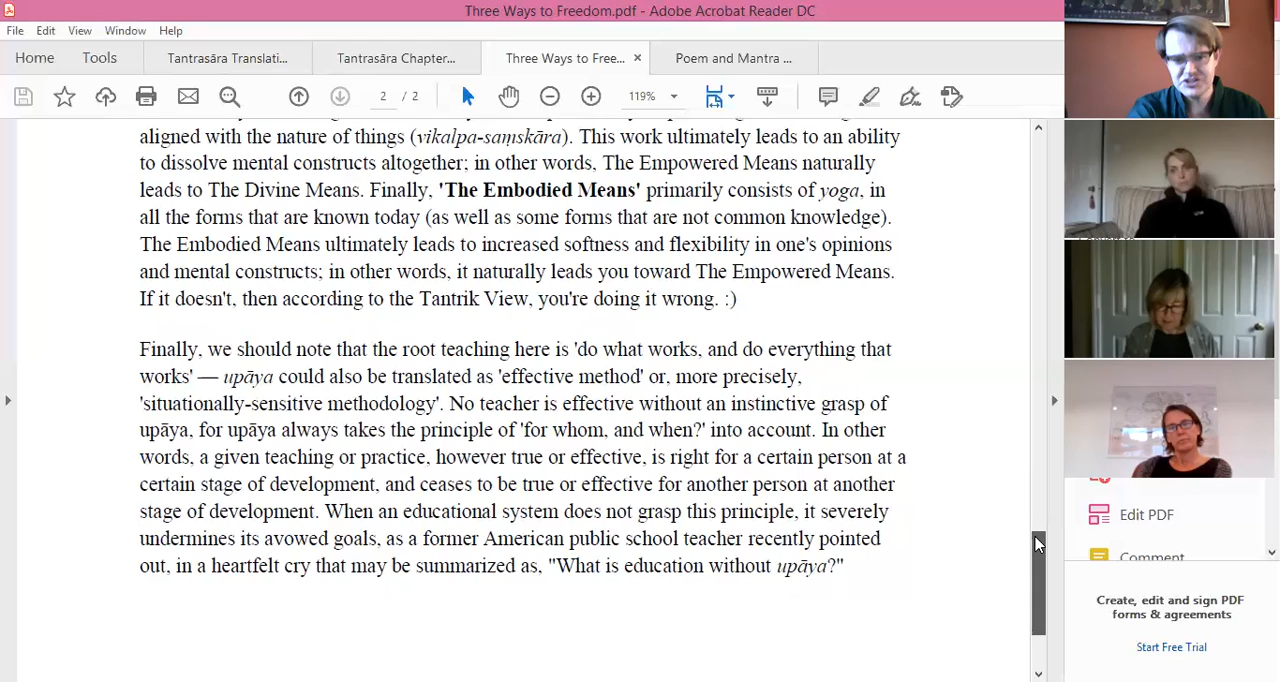 Three Ways to Freedom.pdf - Adobe Acrobat Reader DC
File Edit View Window Help
Home Tools Tantrasāra Translati... Tantrasāra Chapter... Three Ways to Free... × Poem and Mantra ...
2 / 2 119%
aligned with the nature of things (vikalpa-saṃskāra). This work ultimately leads to an ability
to dissolve mental constructs altogether; in other words, The Empowered Means naturally
leads to The Divine Means. Finally, 'The Embodied Means' primarily consists of yoga, in
all the forms that are known today (as well as some forms that are not common knowledge).
The Embodied Means ultimately leads to increased softness and flexibility in one's opinions
and mental constructs; in other words, it naturally leads you toward The Empowered Means.
If it doesn't, then according to the Tantrik View, you're doing it wrong. :)
Finally, we should note that the root teaching here is 'do what works, and do everything that
works' — upāya could also be translated as 'effective method' or, more precisely,
'situationally-sensitive methodology'. No teacher is effective without an instinctive grasp of
upāya, for upāya always takes the principle of 'for whom, and when?' into account. In other
words, a given teaching or practice, however true or effective, is right for a certain person at a
certain stage of development, and ceases to be true or effective for another person at another
stage of development. When an educational system does not grasp this principle, it severely
undermines its avowed goals, as a former American public school teacher recently pointed
out, in a heartfelt cry that may be summarized as, "What is education without upāya?"
Edit PDF
Comment
Create, edit and sign PDF
forms & agreements
Start Free Trial